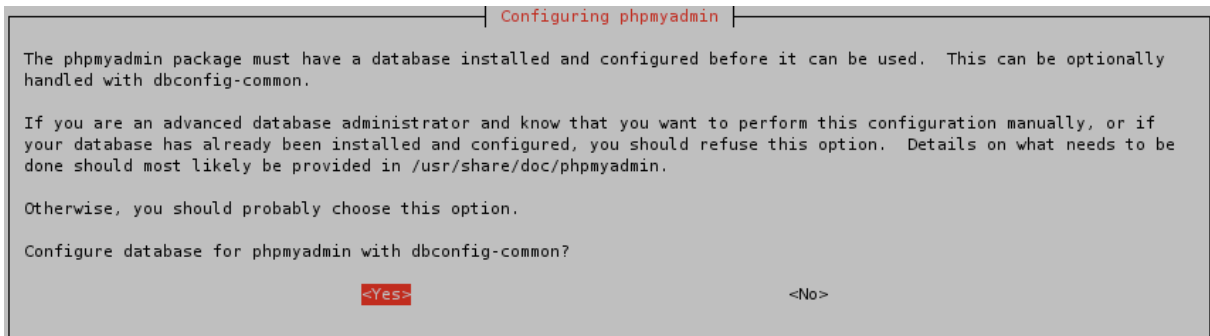 Configuring phpmyadmin
The phpmyadmin package must have a database installed and configured before it can be used.  This can be optionally
handled with dbconfig-common.
If you are an advanced database administrator and know that you want to perform this configuration manually, or if
your database has already been installed and configured, you should refuse this option.  Details on what needs to be
done should most likely be provided in /usr/share/doc/phpmyadmin.
Otherwise, you should probably choose this option.
Configure database for phpmyadmin with dbconfig-common?
<Yes> <No>